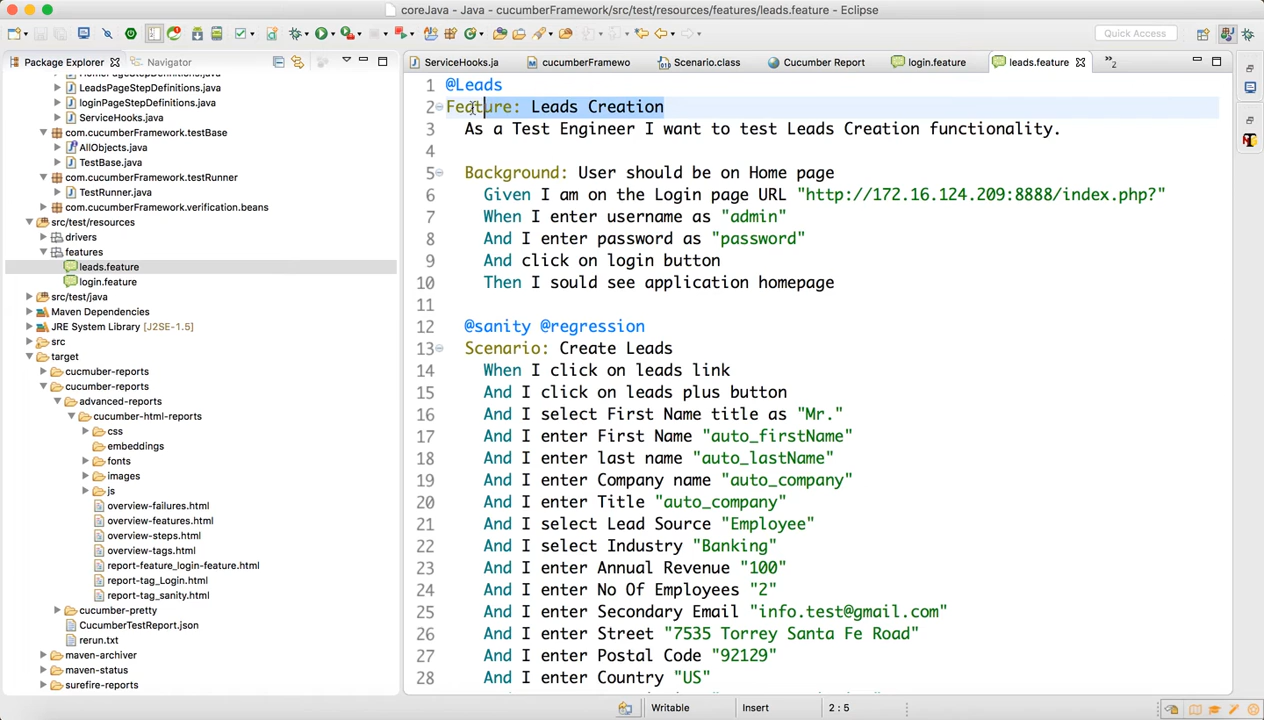 coreJava - Java - cucumberFramework/src/test/resources/features/leads.feature - Eclipse
Quick Access
Package Explorer
Navigator
LeadsPageStepDefinitions.java
loginPageStepDefinitions.java
ServiceHooks.java
com.cucumberFramework.testBase
AllObjects.java
TestBase.java
com.cucumberFramework.testRunner
TestRunner.java
com.cucumberFramework.verification.beans
src/test/resources
drivers
features
leads.feature
login.feature
src/test/java
Maven Dependencies
JRE System Library [J2SE-1.5]
src
target
cucmuber-reports
cucumber-reports
advanced-reports
cucumber-html-reports
css
embeddings
fonts
images
js
overview-failures.html
overview-features.html
overview-steps.html
overview-tags.html
report-feature_login-feature.html
report-tag_Login.html
report-tag_sanity.html
cucumber-pretty
CucumberTestReport.json
rerun.txt
maven-archiver
maven-status
surefire-reports
ServiceHooks.ja
cucumberFramewo
Scenario.class
Cucumber Report
login.feature
leads.feature
»2
1 @Leads
2 Feature: Leads Creation
3 As a Test Engineer I want to test Leads Creation functionality.
4
5 Background: User should be on Home page
6 Given I am on the Login page URL "http://172.16.124.209:8888/index.php?"
7 When I enter username as "admin"
8 And I enter password as "password"
9 And click on login button
10 Then I sould see application homepage
11
12 @sanity @regression
13 Scenario: Create Leads
14 When I click on leads link
15 And I click on leads plus button
16 And I select First Name title as "Mr."
17 And I enter First Name "auto_firstName"
18 And I enter last name "auto_lastName"
19 And I enter Company name "auto_company"
20 And I enter Title "auto_company"
21 And I select Lead Source "Employee"
22 And I select Industry "Banking"
23 And I enter Annual Revenue "100"
24 And I enter No Of Employees "2"
25 And I enter Secondary Email "info.test@gmail.com"
26 And I enter Street "7535 Torrey Santa Fe Road"
27 And I enter Postal Code "92129"
28 And I enter Country "US"
Writable
Insert
2 : 5